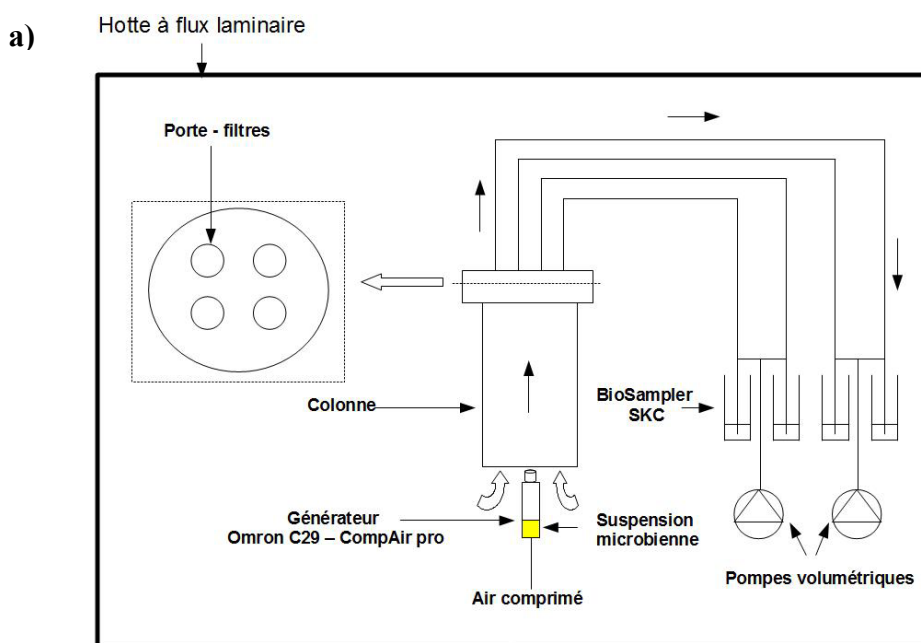 a)
Hotte à flux laminaire
Porte - filtres
Colonne
BioSampler
SKC
Générateur
Omron C29 – CompAir pro
Suspension
microbienne
Air comprimé
Pompes volumétriques